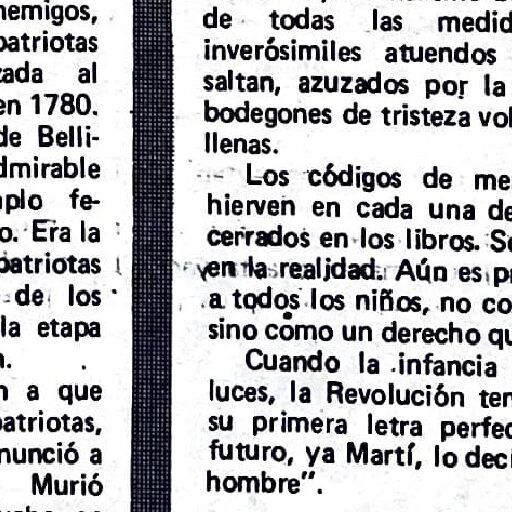 nemigos,
patriotas
zada al
en 1780.
de Belli-
dmirable
mplo fe-
o. Era la
patriotas
de los
la etapa
a.
n a que
patriotas,
nunció a
Murió
de todas las medid
inverósimiles atuendos
saltan, azuzados por la
bodegones de tristeza vol
llenas.
Los códigos de me
hierven en cada una de
cerrados en los libros. Se
en la realidad. Aún es pr
a todos los niños, no co
sino como un derecho qu
Cuando la infancia
luces, la Revolución ten
su primera letra perfec
futuro, ya Martí, lo deci
hombre".